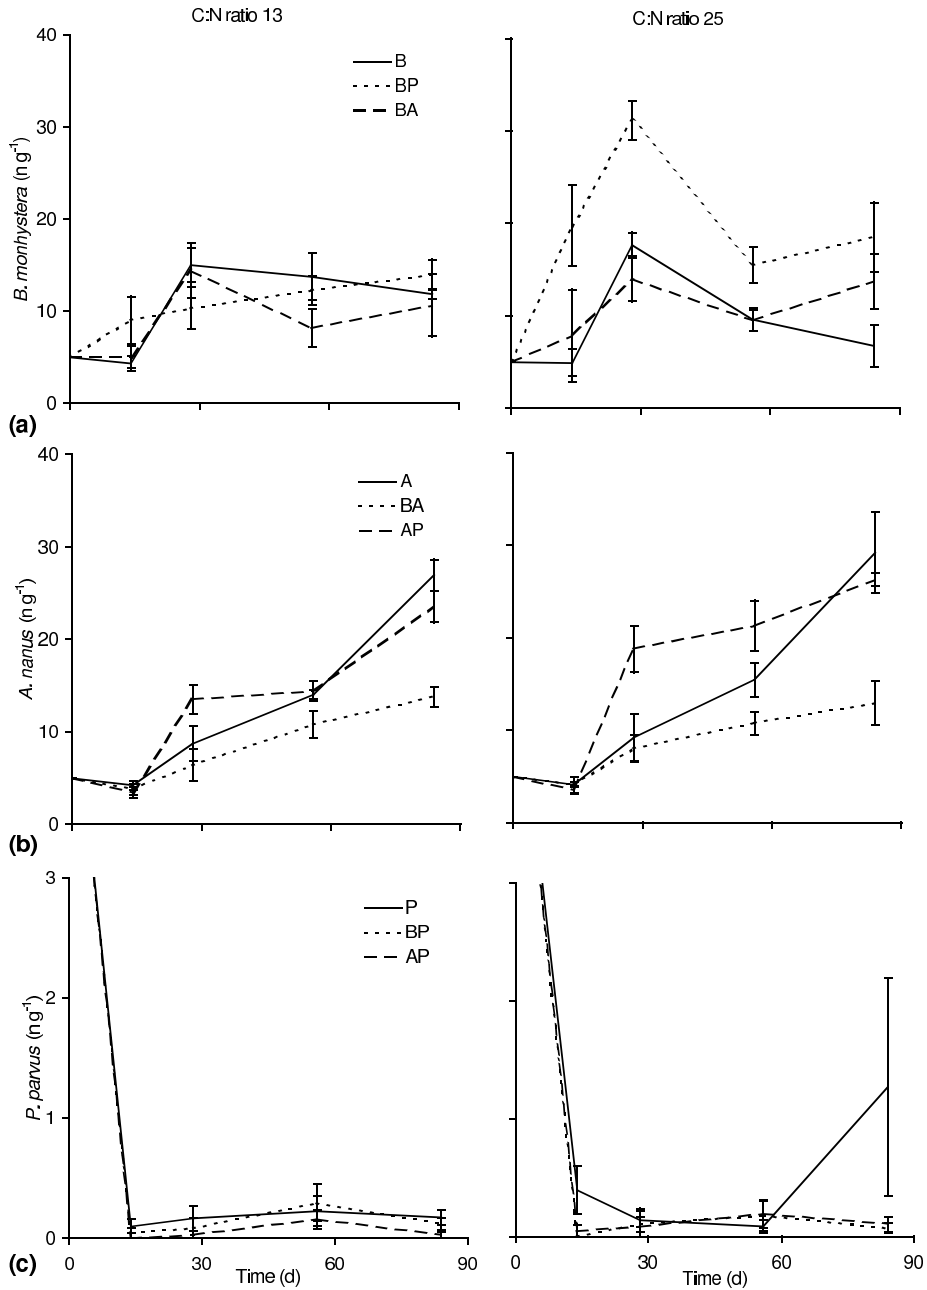 C:N ratio 13
C:N ratio 25
40
30
20
10
0
B. monhystera (n g-1)
B
BP
BA
(a)
40
30
20
10
0
A. nanus (n g-1)
A
BA
AP
(b)
3
2
1
0
P. parvus (n g-1)
P
BP
AP
(c)
0 30 60 90
Time (d)
0 30 60 90
Time (d)